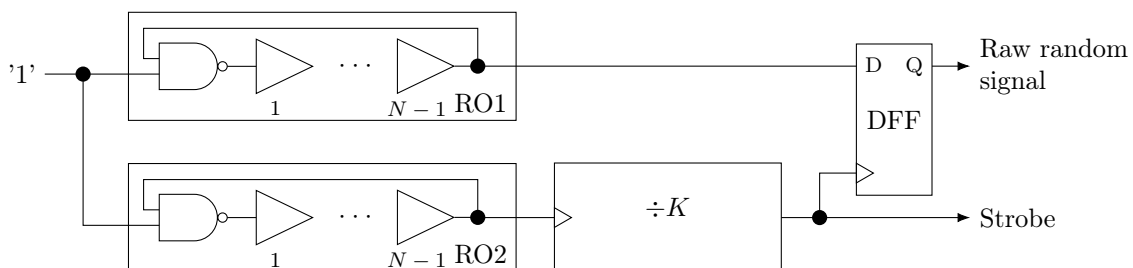 '1'
1
· · ·
N − 1
RO1
D
Q
DFF
Raw random
signal
1
· · ·
N − 1
RO2
÷K
Strobe